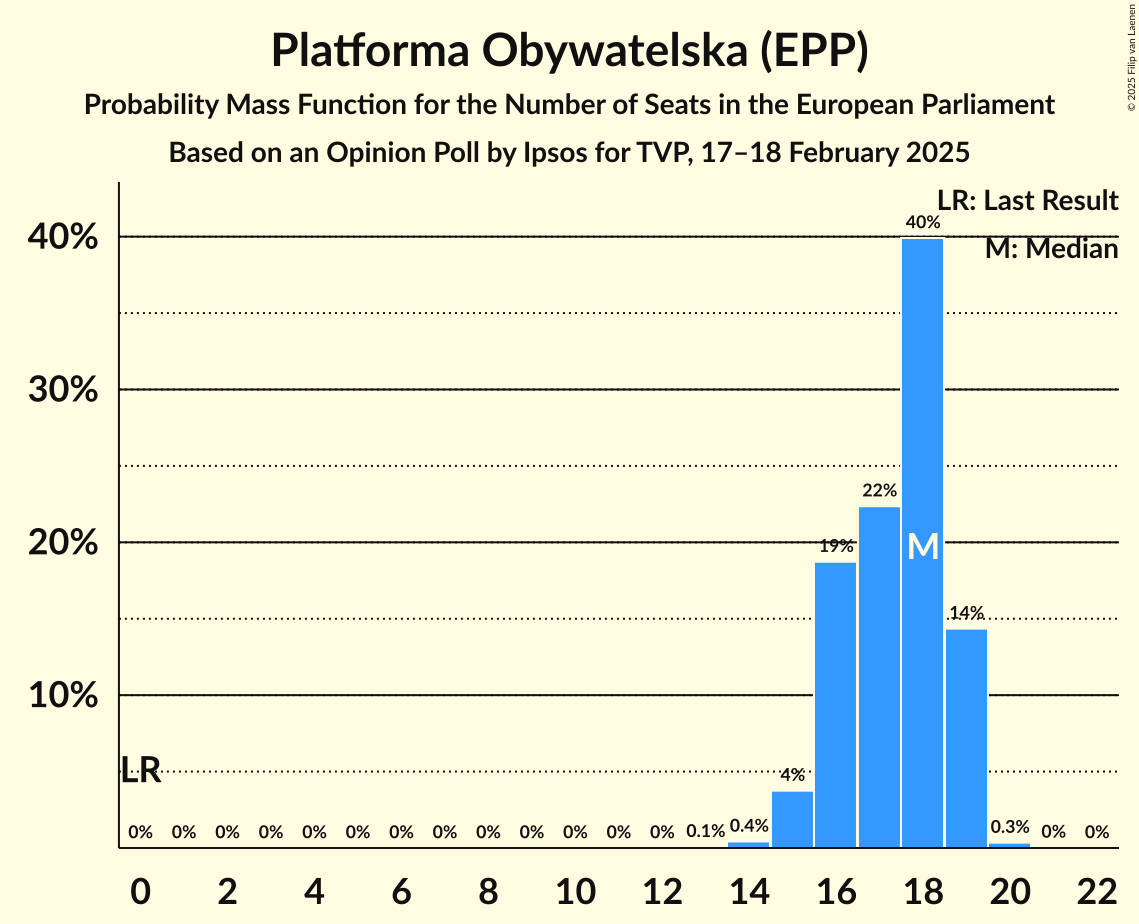 Platforma Obywatelska (EPP)
Probability Mass Function for the Number of Seats in the European Parliament
Based on an Opinion Poll by Ipsos for TVP, 17–18 February 2025
© 2025 Filip van Laenen
LR: Last Result
M: Median
40%
30%
20%
10%
40%
22%
19%
M
14%
LR
4%
0% 0% 0% 0% 0% 0% 0% 0% 0% 0% 0% 0% 0% 0.1% 0.4% 0.3% 0% 0%
0 2 4 6 8 10 12 14 16 18 20 22